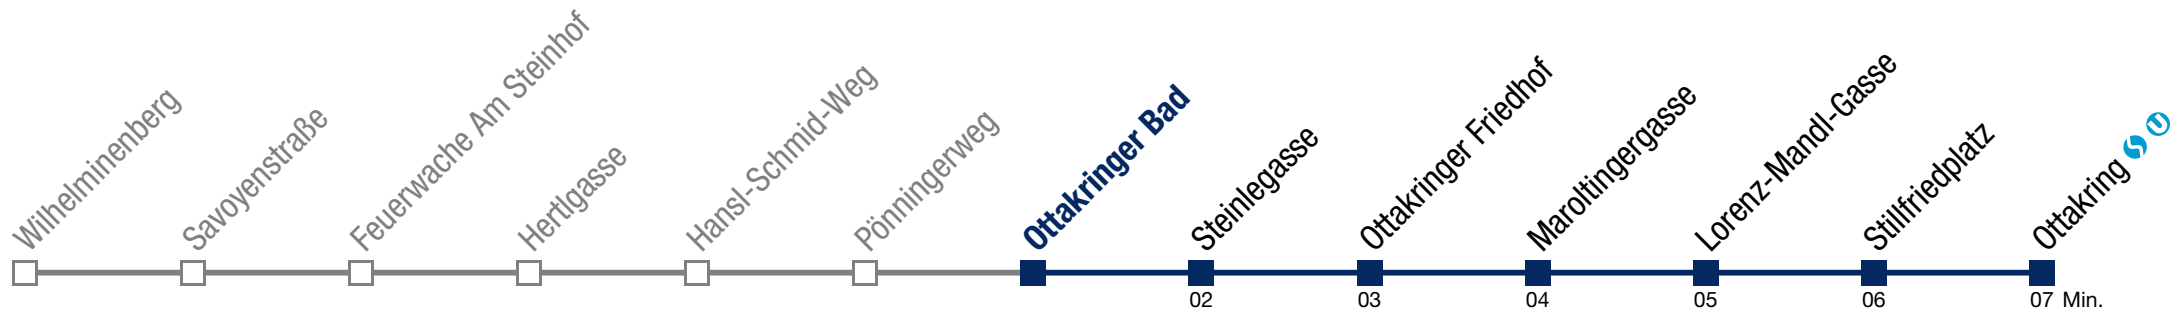 Wilhelminenberg
Savoyenstraße
Feuerwache Am Steinhof
Hertlgasse
Hansl-Schmid-Weg
Pönningerweg
Ottakringer Bad
Steinlegasse
Ottakringer Friedhof
Maroltingergasse
Lorenz-Mandl-Gasse
Stillfriedplatz
Ottakring S U
02 03 04 05 06 07 Min.